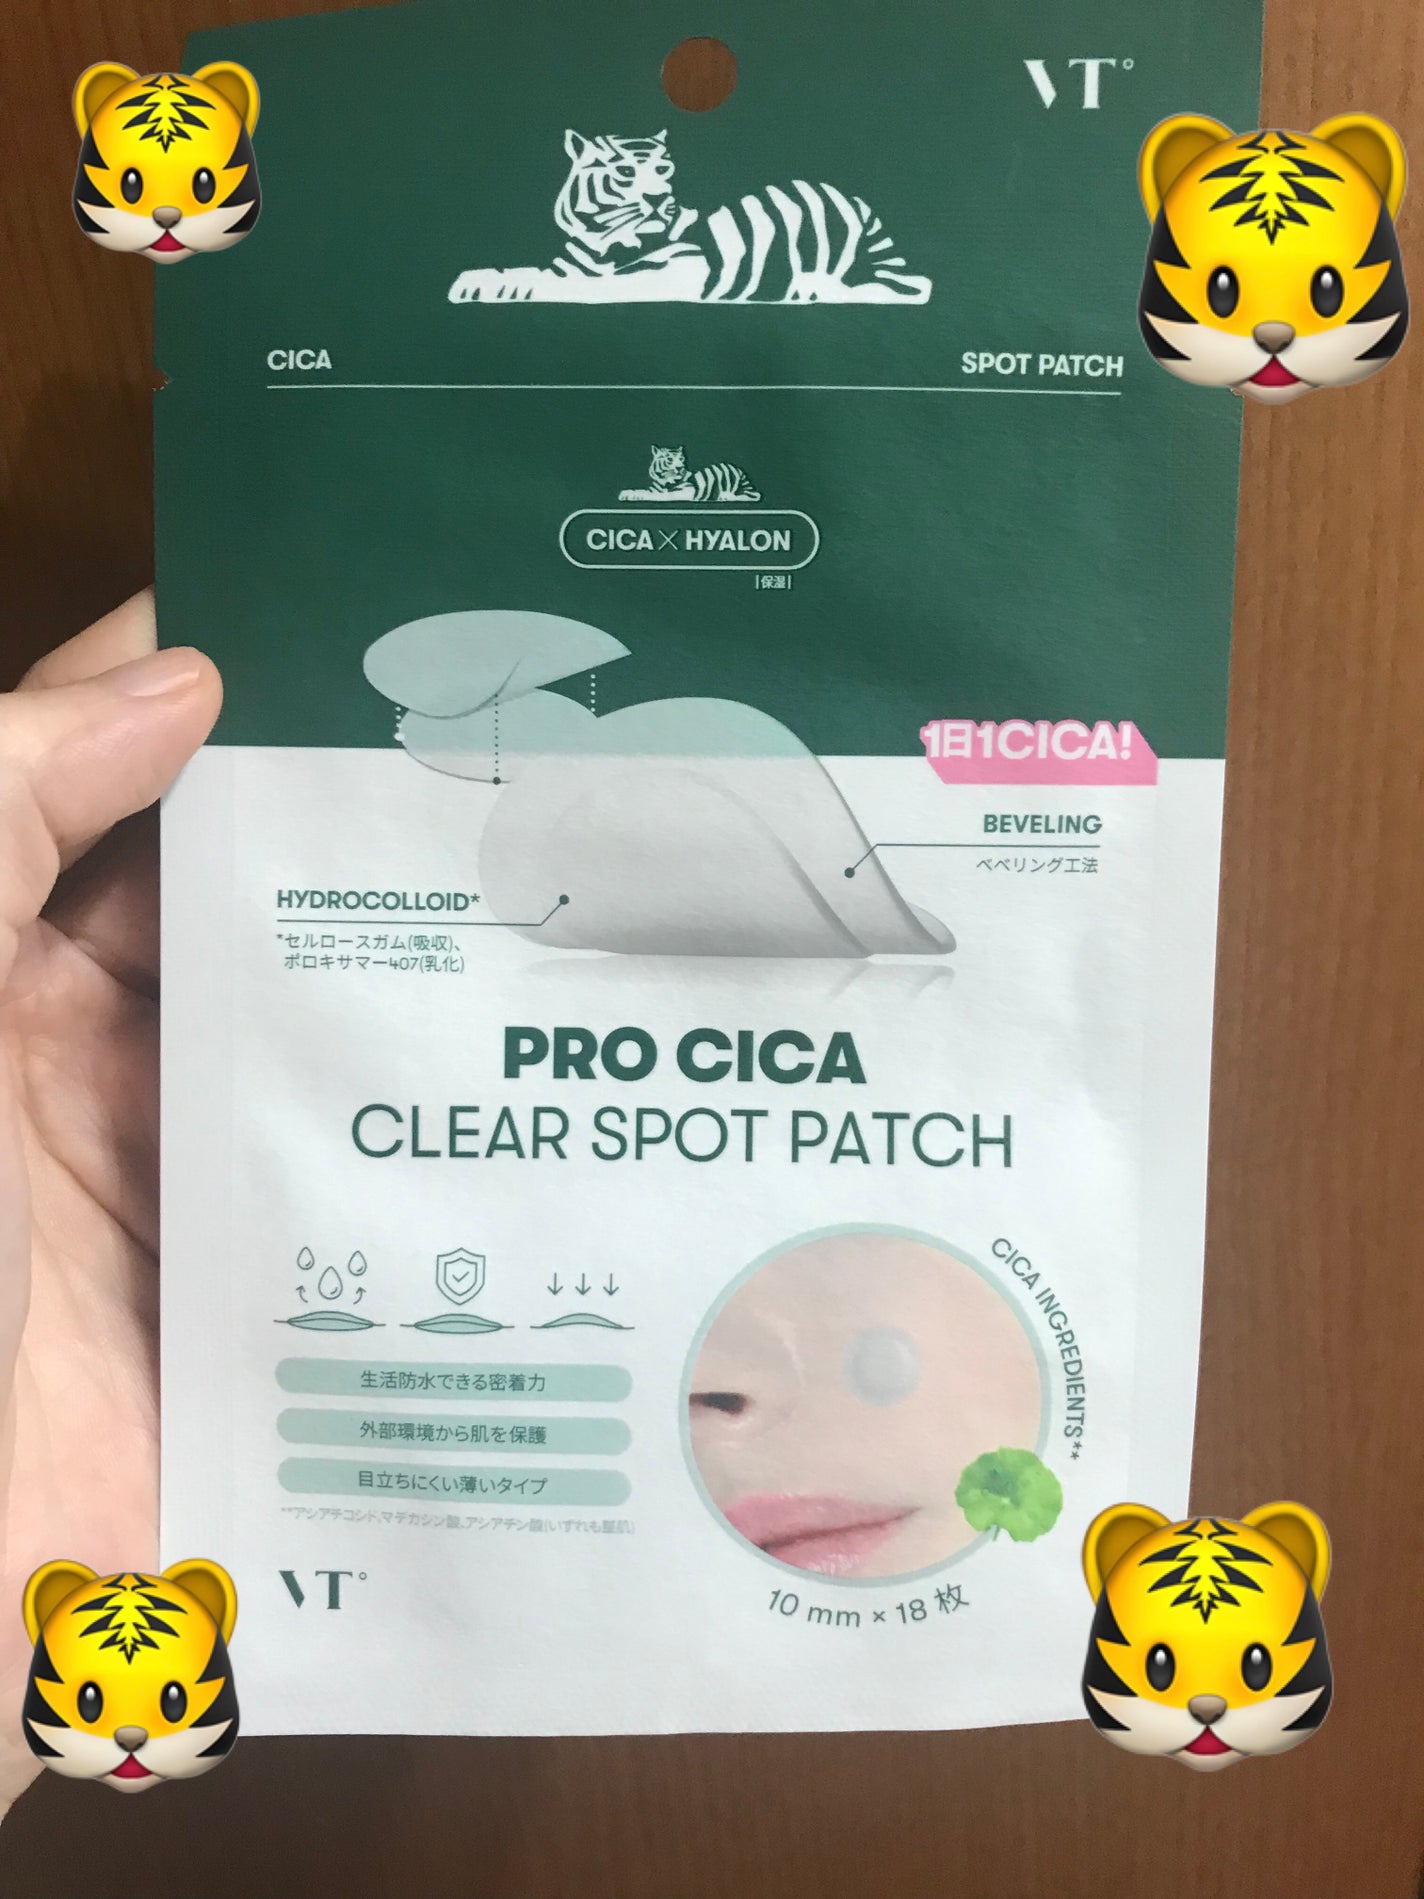 VT°
CICA
SPOT PATCH
CICA×HYALON
|保湿|
1日1CICA!
BEVELING
ベベリング工法
HYDROCOLLOID*
*セルロースガム(吸収)、
ポロキサマー407(乳化)
PRO CICA
CLEAR SPOT PATCH
生活防水できる密着力
外部環境から肌を保護
目立ちにくい薄いタイプ
**アシアチコシド,マデカシン酸,アシアチン酸(いずれも整肌)
CICA INGREDIENTS**
10 mm × 18 枚
VT°